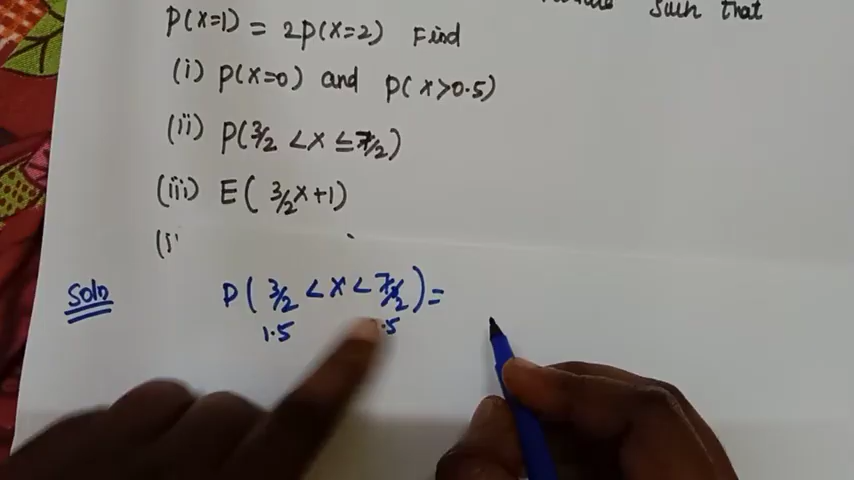 Such that
P(X=1) = 2P(X=2) Find
(i) P(X=0) and P(X>0.5)
(ii) P(3/2 < X ≤ 7/2)
(iii) E(3/2X+1)
(i
Soln P(3/2 < X < 7/2) =
1.5 .5